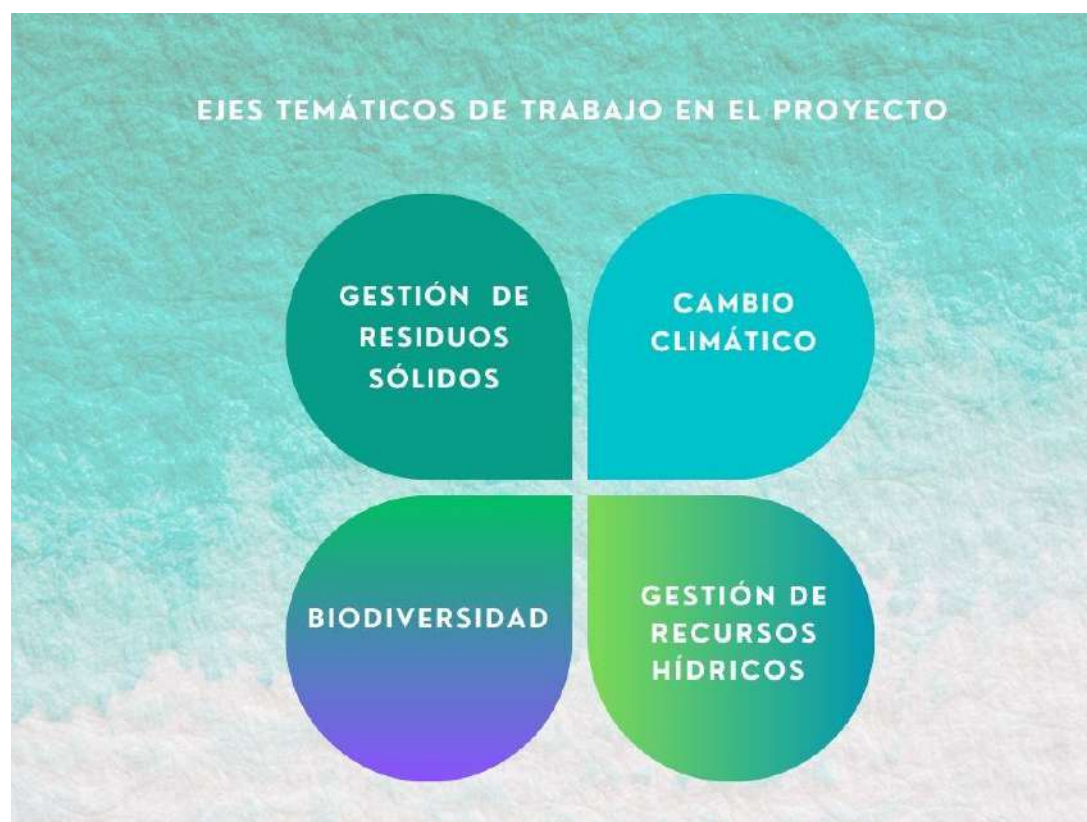 EJES TEMÁTICOS DE TRABAJO EN EL PROYECTO
GESTIÓN DE
RESIDUOS
SÓLIDOS
CAMBIO
CLIMÁTICO
BIODIVERSIDAD
GESTIÓN DE
RECURSOS
HÍDRICOS